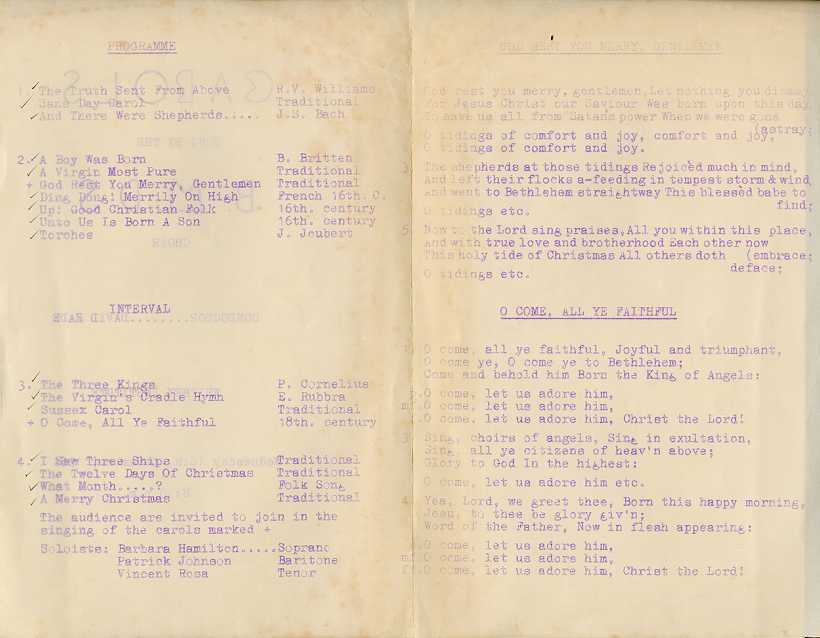 PROGRAMME
The Truth Sent From Above R.V. Williams
Sans Day Carol Traditional
And There Were Shepherds..... J.S. Bach
2. A Boy Was Born B. Britten
A Virgin Most Pure Traditional
+ God Rest You Merry, Gentlemen Traditional
Ding Dong! Merrily On High French 16th. C.
Up! Good Christian Folk 16th. century
Unto Us Is Born A Son 16th. century
Torches J. Joubert
INTERVAL
3. The Three Kings P. Cornelius
The Virgin's Cradle Hymn E. Rubbra
Sussex Carol Traditional
+ O Come, All Ye Faithful 18th. century
4. I Saw Three Ships Traditional
The Twelve Days Of Christmas Traditional
What Month.....? Folk Song
A Merry Christmas Traditional
The audience are invited to join in the
singing of the carols marked +
Soloists: Barbara Hamilton.....Soprano
Patrick Johnson Baritone
Vincent Rosa Tenor
GOD REST YOU MERRY, GENTLEMEN
God rest you merry, gentlemen,Let nothing you dismay
For Jesus Christ our Saviour Was born upon this day
To save us all from Satan's power When we were gone
(astray;
O tidings of comfort and joy, comfort and joy,
O tidings of comfort and joy.
3. The shepherds at those tidings Rejoicèd much in mind,
And left their flocks a-feeding in tempest storm & wind,
And went to Bethlehem straightway This blessèd babe to
find;
O tidings etc.
5. Now to the Lord sing praises,All you within this place,
And with true love and brotherhood Each other now
This holy tide of Christmas All others doth (embrace;
deface;
O tidings etc.
O COME, ALL YE FAITHFUL
O come, all ye faithful, Joyful and triumphant,
O come ye, O come ye to Bethlehem;
Come and behold him Born the King of Angels:
p.O come, let us adore him,
mf.O come, let us adore him,
f.O come, let us adore him, Christ the Lord!
3. Sing, choirs of angels, Sing in exultation,
Sing, all ye citizens of heav'n above;
Glory to God In the highest:
O come, let us adore him etc.
4. Yea, Lord, we greet thee, Born this happy morning,
Jesu, to thee be glory giv'n;
Word of the Father, Now in flesh appearing:
O come, let us adore him,
mf.O come, let us adore him,
f.O come, let us adore him, Christ the Lord!